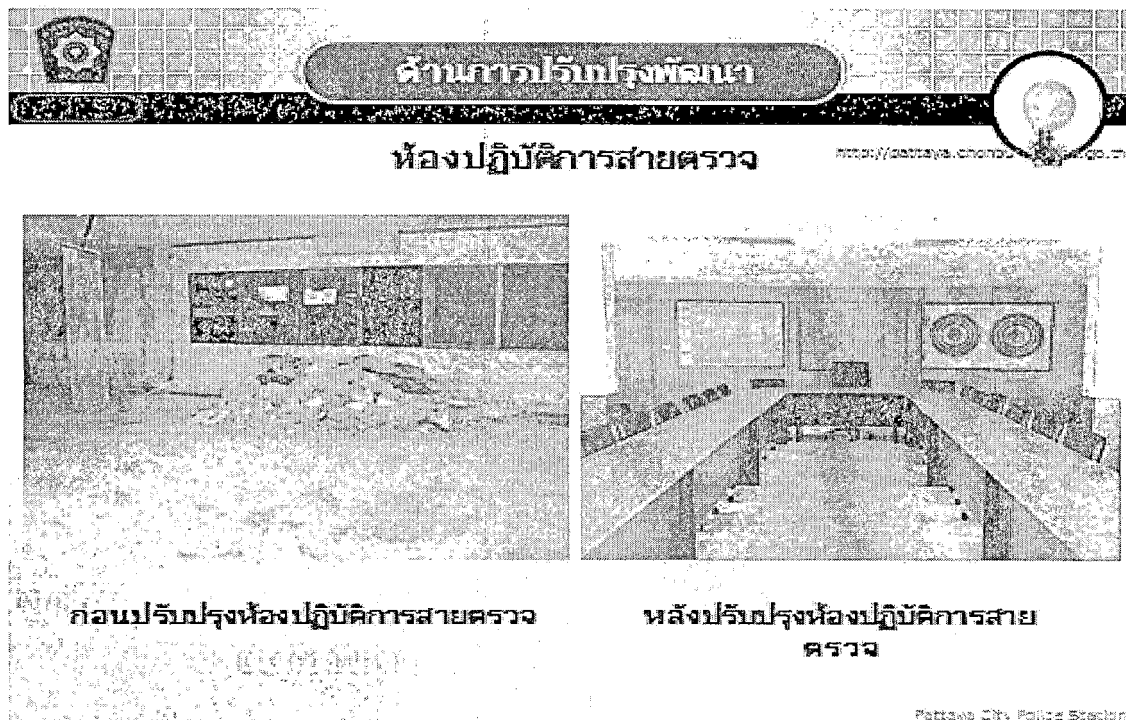 ด้านการปรับปรุงพัฒนา
ห้องปฏิบัติการสายตรวจ
ก่อนปรับปรุงห้องปฏิบัติการสายตรวจ
หลังปรับปรุงห้องปฏิบัติการสาย
ตรวจ
Pattaya City Police Station